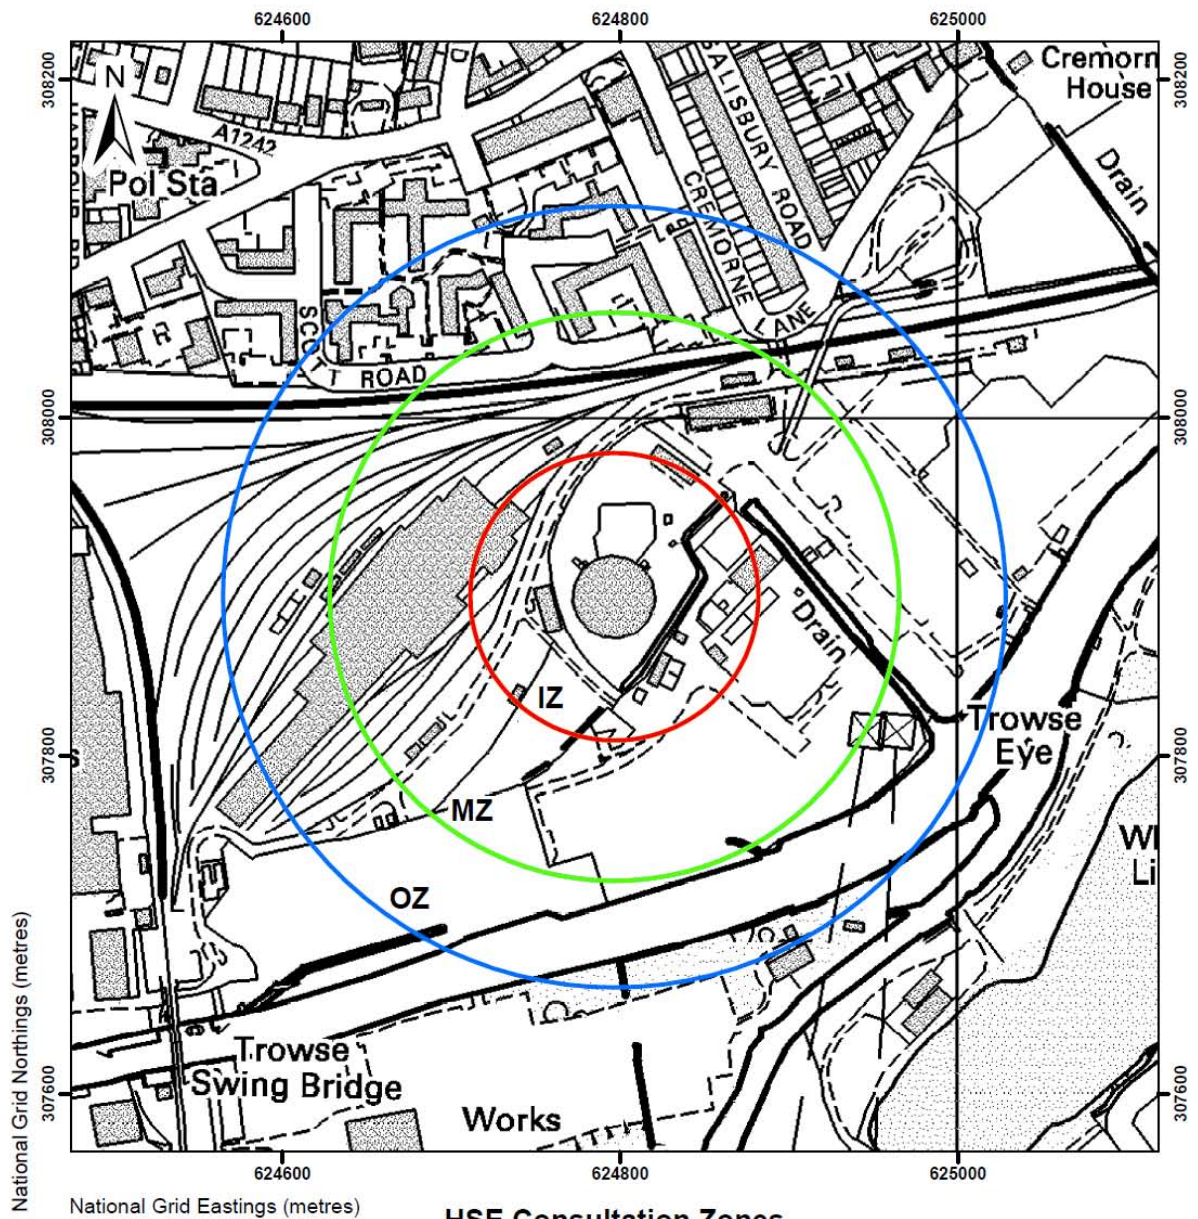 624600
624800
625000
308200
308200
Cremorn
House
N
A1242
SALISBURY ROAD
Pol Sta
Drain
CREMORNE
LANE
SCOTT
ROAD
308000
308000
Drain
IZ
Trowse
Eye
307800
307800
MZ
OZ
Wh
Li
Trowse
Swing Bridge
307600
307600
Works
624600
624800
625000
National Grid Northings (metres)
National Grid Eastings (metres)
HSE Consultation Zones